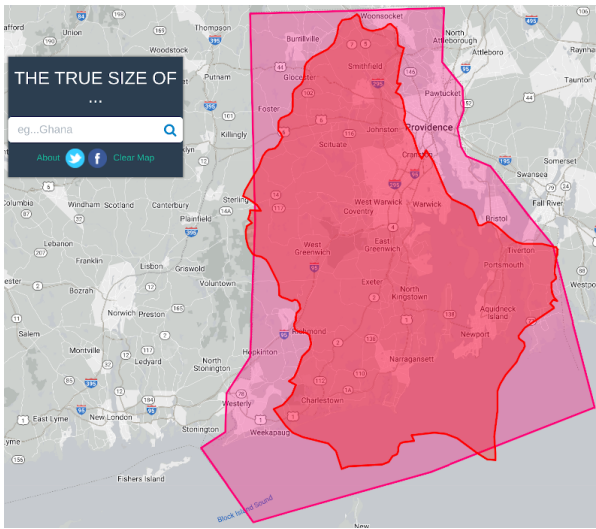 THE TRUE SIZE OF
...
eg...Ghana
About
Clear Map
Woonsocket
Thompson
Union
Burrillville
North
Attleborough
Attleboro
Raynha
Woodstock
Smithfield
Putnam
Glocester
Taunton
Pawtucket
Foster
Killingly
Johnston
Providence
Scituate
Cranston
Somerset
Swansea
Fall River
Columbia
Windham
Scotland
Canterbury
Sterling
Plainfield
West Warwick
Warwick
Coventry
Bristol
Lebanon
Franklin
West
Greenwich
East
Greenwich
Tiverton
Portsmouth
Lisbon
Griswold
Voluntown
Exeter
North
Kingstown
Westpo
Bozrah
Norwich
Preston
Aquidneck
Island
Salem
Richmond
Newport
Montville
Ledyard
North
Stonington
Hopkinton
Narragansett
Charlestown
Westerly
East Lyme
New London
Stonington
Weekapaug
Fishers Island
Block Island Sound
New